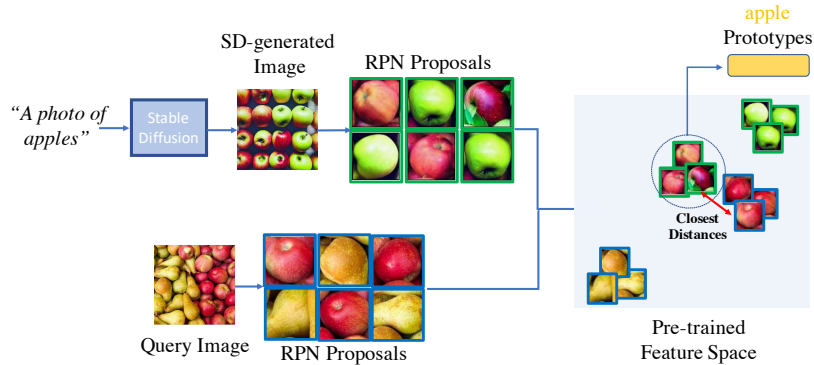 apple
Prototypes
SD-generated
Image
RPN Proposals
“A photo of
apples”
Stable
Diffusion
Closest
Distances
Query Image
RPN Proposals
Pre-trained
Feature Space